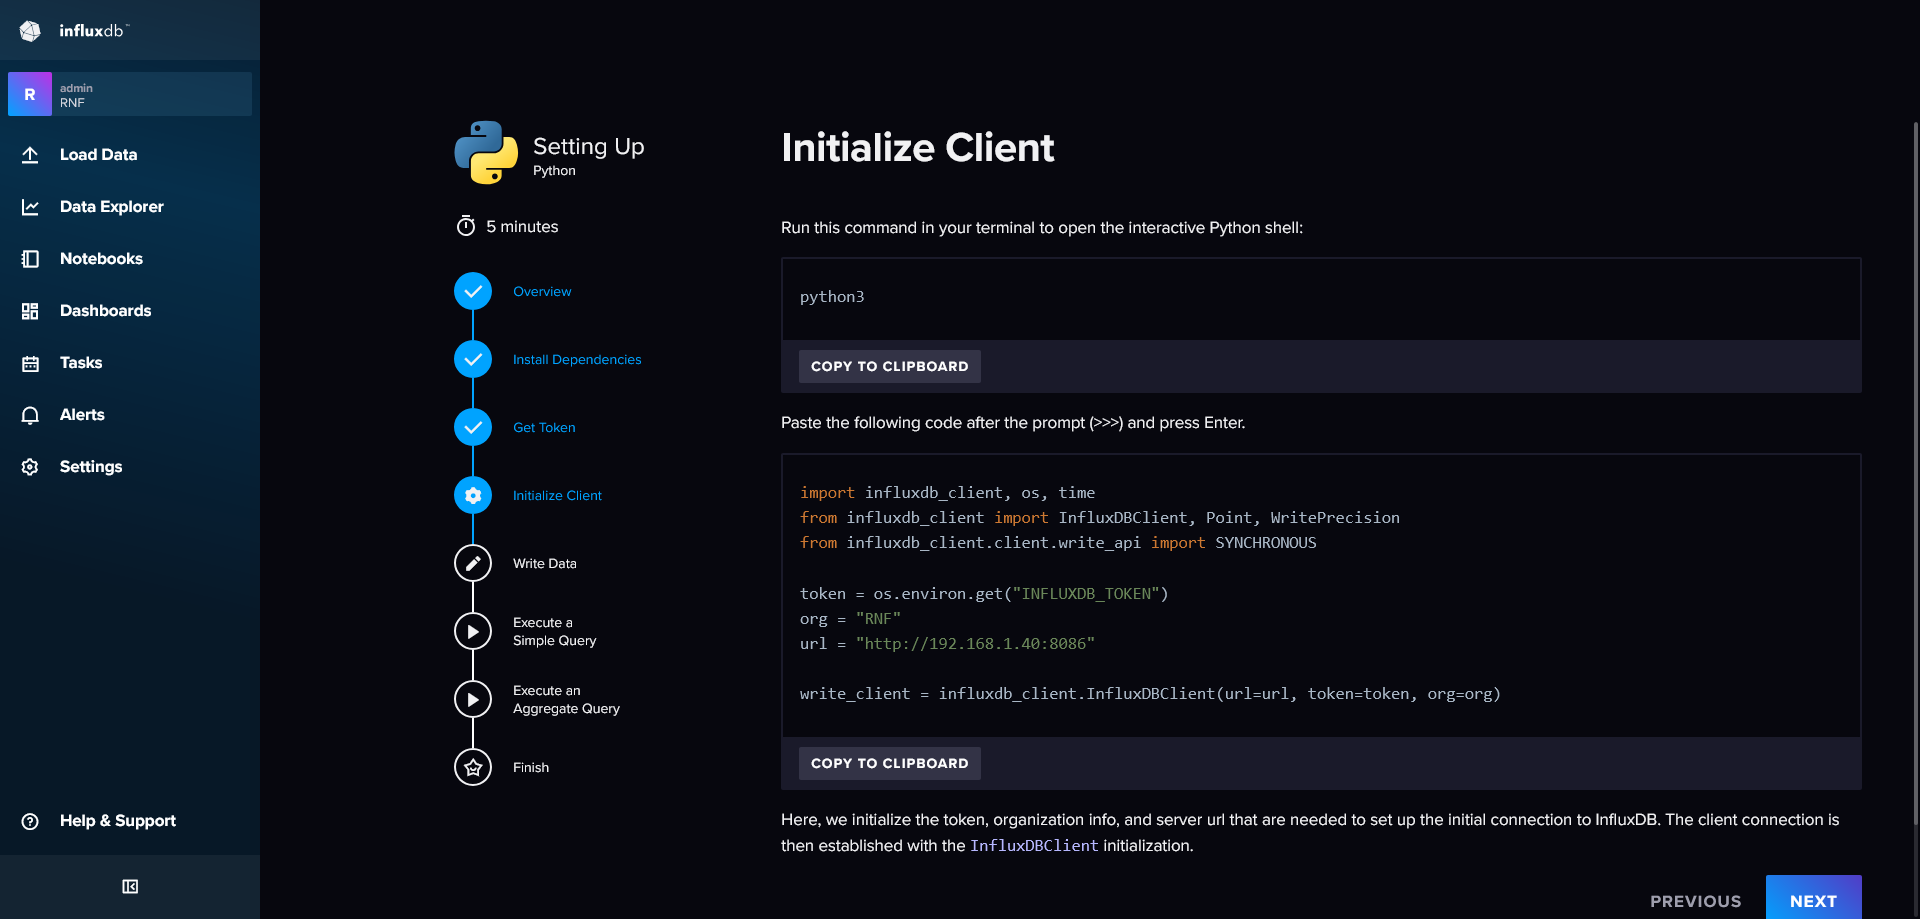 influxdb™
R
admin
RNF
Load Data
Data Explorer
Notebooks
Dashboards
Tasks
Alerts
Settings
Help & Support
Setting Up
Python
5 minutes
Overview
Install Dependencies
Get Token
Initialize Client
Write Data
Execute a
Simple Query
Execute an
Aggregate Query
Finish
Initialize Client
Run this command in your terminal to open the interactive Python shell:
python3
COPY TO CLIPBOARD
Paste the following code after the prompt (>>>) and press Enter.
import influxdb_client, os, time
from influxdb_client import InfluxDBClient, Point, WritePrecision
from influxdb_client.client.write_api import SYNCHRONOUS
token = os.environ.get("INFLUXDB_TOKEN")
org = "RNF"
url = "http://192.168.1.40:8086"
write_client = influxdb_client.InfluxDBClient(url=url, token=token, org=org)
COPY TO CLIPBOARD
Here, we initialize the token, organization info, and server url that are needed to set up the initial connection to InfluxDB. The client connection is
then established with the InfluxDBClient initialization.
PREVIOUS
NEXT